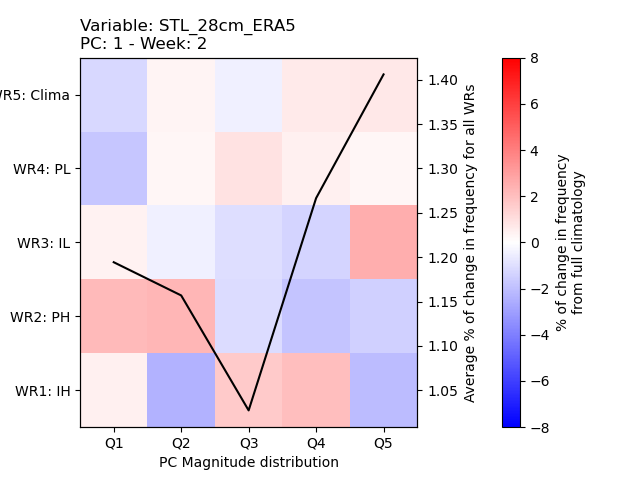 Variable: STL_28cm_ERA5
PC: 1 - Week: 2
WR5: Clima
WR4: PL
WR3: IL
WR2: PH
WR1: IH
Q1 Q2 Q3 Q4 Q5
PC Magnitude distribution
1.40
1.35
1.30
1.25
1.20
1.15
1.10
1.05
Average % of change in frequency for all WRs
8
6
4
2
0
−2
−4
−6
−8
% of change in frequency
from full climatology